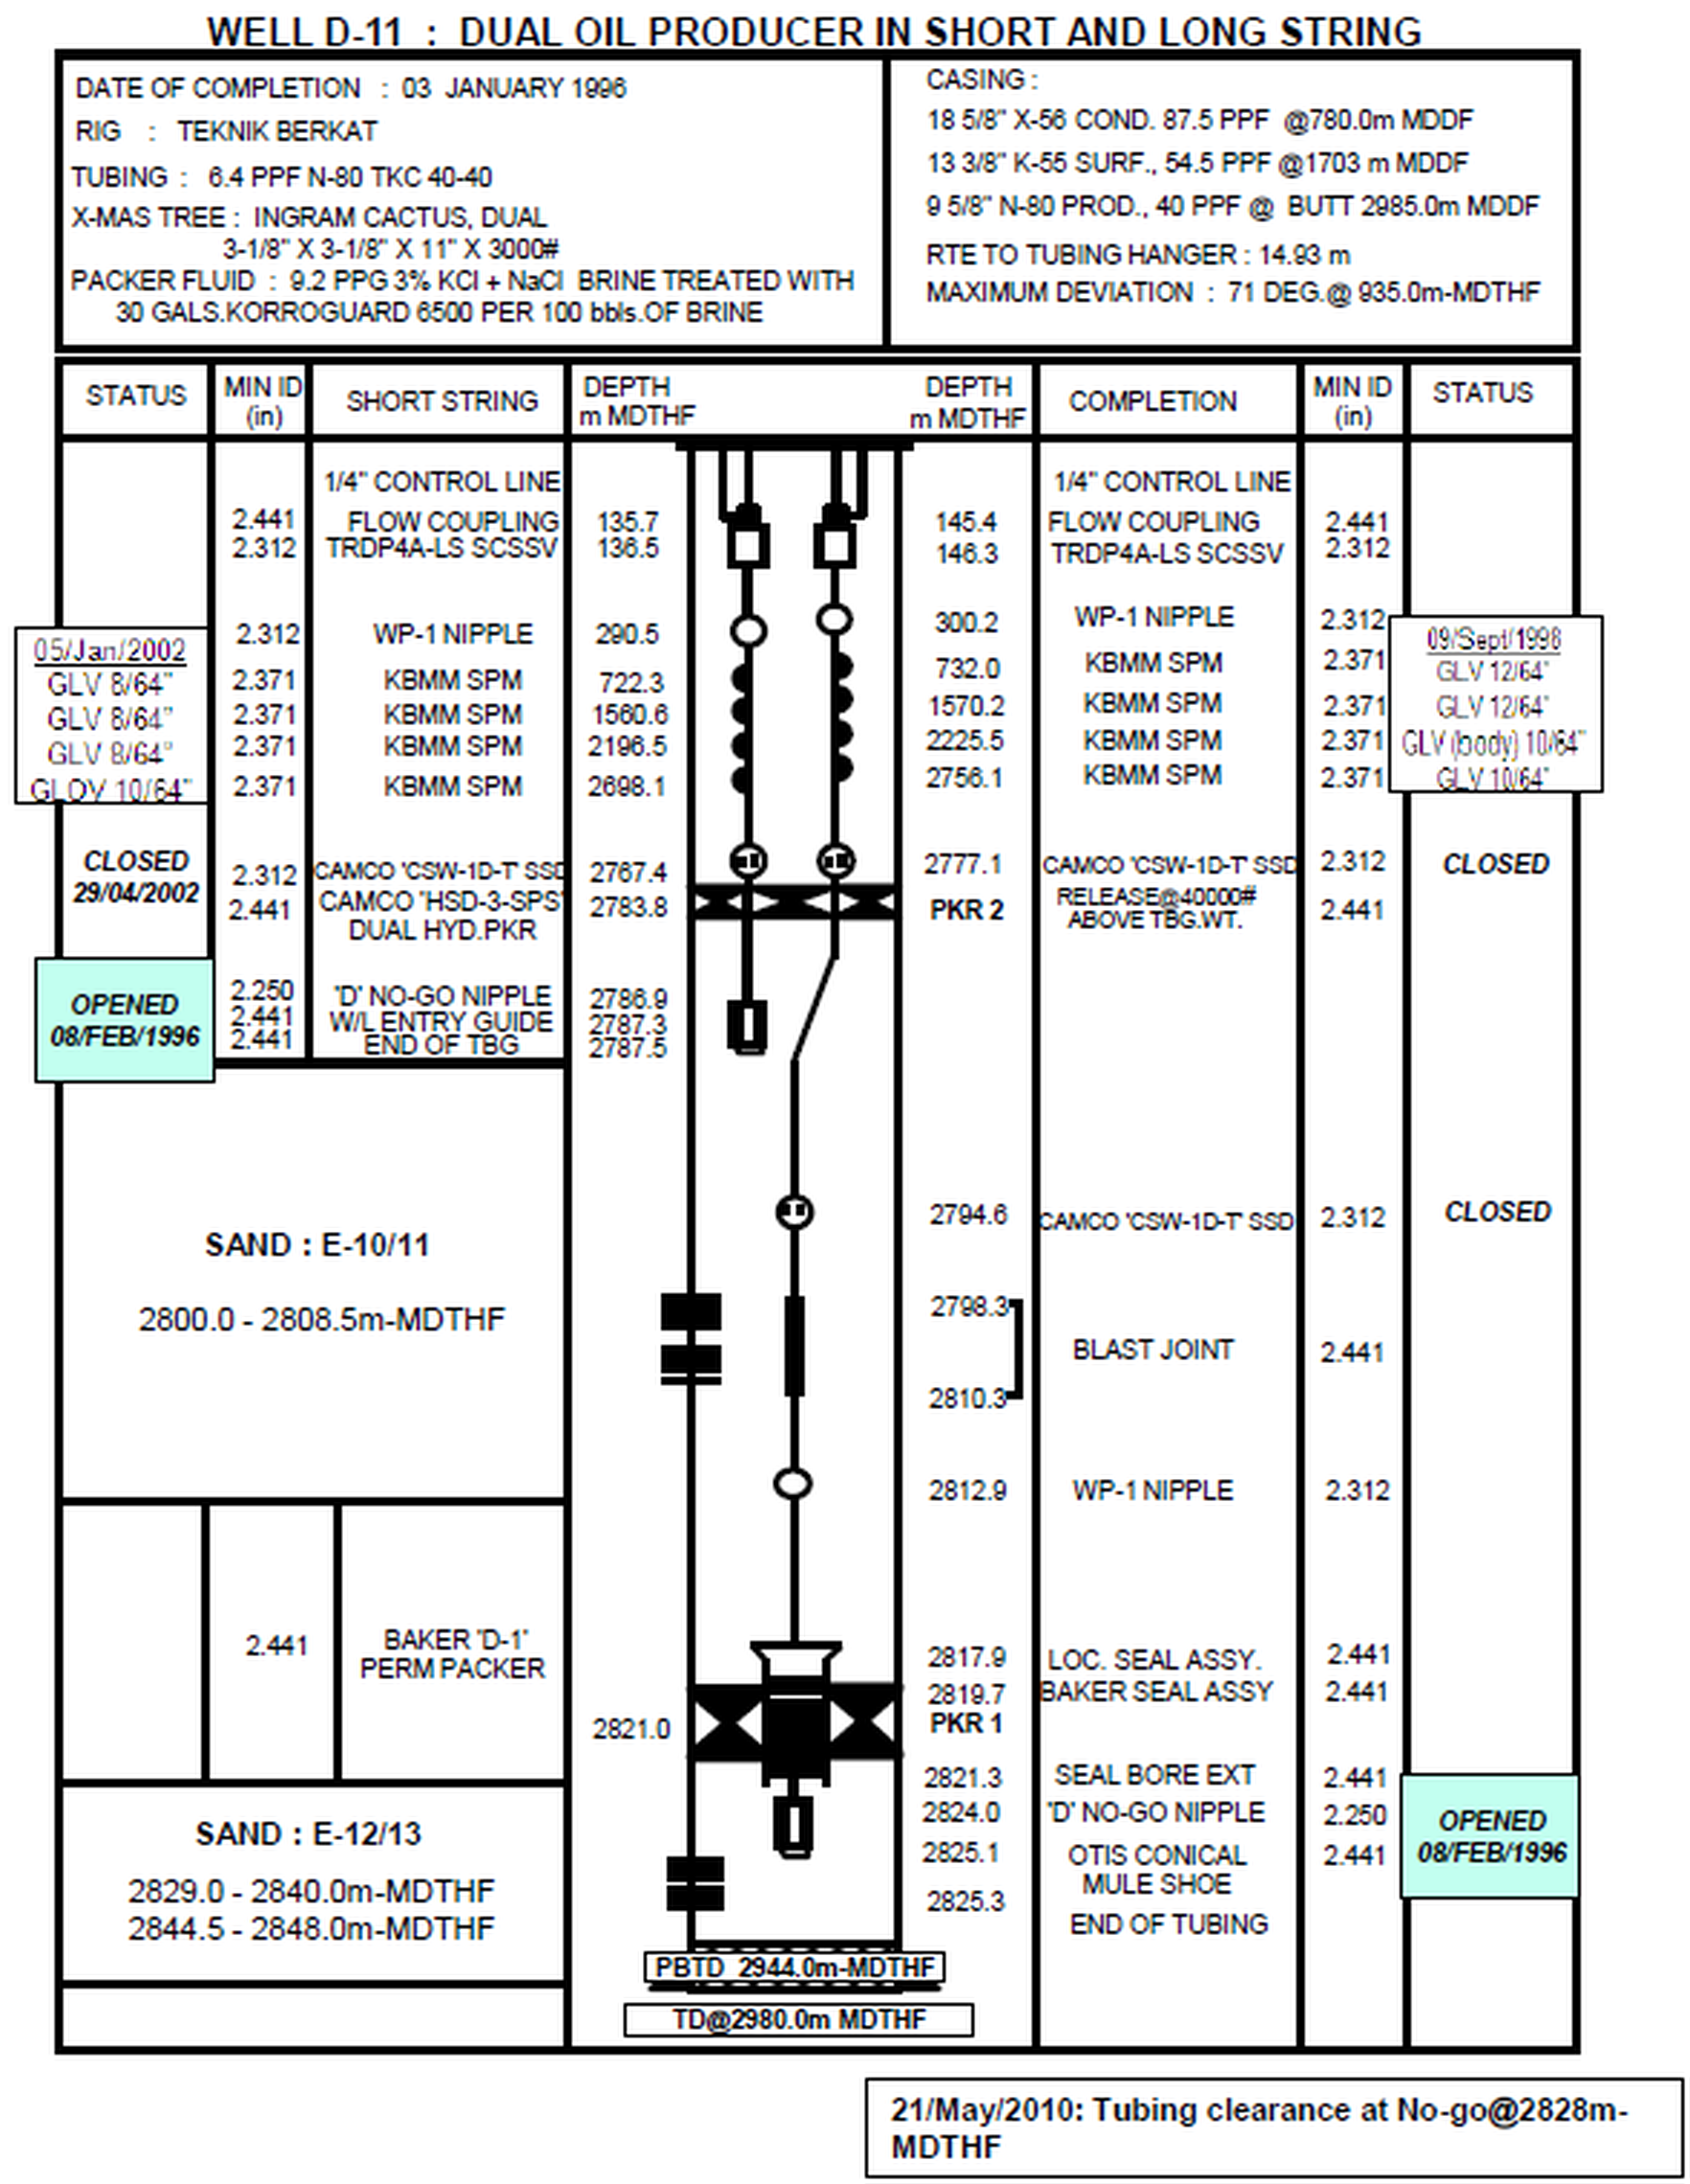 WELL D-11 : DUAL OIL PRODUCER IN SHORT AND LONG STRING
DATE OF COMPLETION : 03 JANUARY 1996
RIG : TEKNIK BERKAT
TUBING : 6.4 PPF N-80 TKC 40-40
X-MAS TREE : INGRAM CACTUS, DUAL
3-1/8" X 3-1/8" X 11" X 3000#
PACKER FLUID : 9.2 PPG 3% KCl + NaCl BRINE TREATED WITH
30 GALS.KORROGUARD 6500 PER 100 bbls.OF BRINE
CASING :
18 5/8" X-56 COND. 87.5 PPF @780.0m MDDF
13 3/8" K-55 SURF., 54.5 PPF @1703 m MDDF
9 5/8" N-80 PROD., 40 PPF @ BUTT 2985.0m MDDF
RTE TO TUBING HANGER : 14.93 m
MAXIMUM DEVIATION : 71 DEG.@ 935.0m-MDTHF
STATUS MIN ID (in) SHORT STRING DEPTH m MDTHF DEPTH m MDTHF COMPLETION MIN ID (in) STATUS
1/4" CONTROL LINE 1/4" CONTROL LINE
2.441 FLOW COUPLING 135.7 145.4 FLOW COUPLING 2.441
2.312 TRDP4A-LS SCSSV 136.5 146.3 TRDP4A-LS SCSSV 2.312
2.312 WP-1 NIPPLE 290.5 300.2 WP-1 NIPPLE 2.312
05/Jan/2002 09/Sept/1998
GLV 8/64" 2.371 KBMM SPM 722.3 732.0 KBMM SPM 2.371 GLV 12/64"
GLV 8/64" 2.371 KBMM SPM 1560.6 1570.2 KBMM SPM 2.371 GLV 12/64"
GLV 8/64" 2.371 KBMM SPM 2196.5 2225.5 KBMM SPM 2.371 GLV (body) 10/64"
GLOV 10/64" 2.371 KBMM SPM 2698.1 2756.1 KBMM SPM 2.371 GLV 10/64"
CLOSED
29/04/2002
2.312 CAMCO 'CSW-1D-T' SSD 2767.4 2777.1 CAMCO 'CSW-1D-T' SSD 2.312 CLOSED
2.441 CAMCO "HSD-3-SPS" 2783.8 PKR 2 RELEASE@40000# 2.441
DUAL HYD.PKR ABOVE TBG.WT.
OPENED
08/FEB/1996
2.250 'D' NO-GO NIPPLE 2786.9
2.441 W/L ENTRY GUIDE 2787.3
2.441 END OF TBG 2787.5
2794.6 CAMCO 'CSW-1D-T' SSD 2.312 CLOSED
SAND : E-10/11
2800.0 - 2808.5m-MDTHF
2798.3
BLAST JOINT 2.441
2810.3
2812.9 WP-1 NIPPLE 2.312
2.441 BAKER 'D-1'
PERM PACKER
2821.0
2817.9 LOC. SEAL ASSY. 2.441
2819.7 BAKER SEAL ASSY 2.441
PKR 1
2821.3 SEAL BORE EXT 2.441
2824.0 'D' NO-GO NIPPLE 2.250
2825.1 OTIS CONICAL 2.441
MULE SHOE
2825.3
END OF TUBING
OPENED
08/FEB/1996
SAND : E-12/13
2829.0 - 2840.0m-MDTHF
2844.5 - 2848.0m-MDTHF
PBTD 2944.0m-MDTHF
TD@2980.0m MDTHF
21/May/2010: Tubing clearance at No-go@2828m-
MDTHF